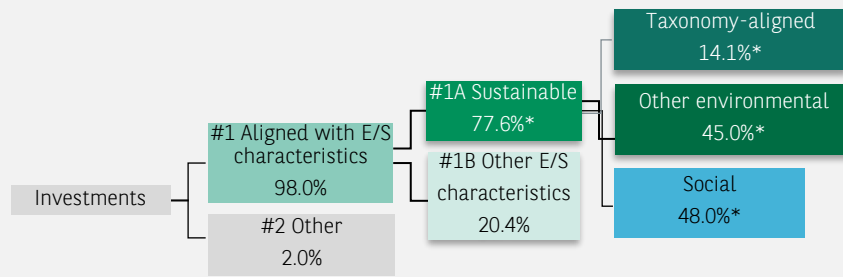 Investments
#1 Aligned with E/S
characteristics
98.0%
#2 Other
2.0%
#1A Sustainable
77.6%*
#1B Other E/S
characteristics
20.4%
Taxonomy-aligned
14.1%*
Other environmental
45.0%*
Social
48.0%*